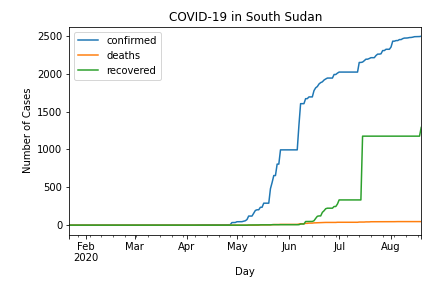 COVID-19 in South Sudan
confirmed
deaths
recovered
Number of Cases
2500
2000
1500
1000
500
0
Feb Mar Apr May Jun Jul Aug
2020
Day